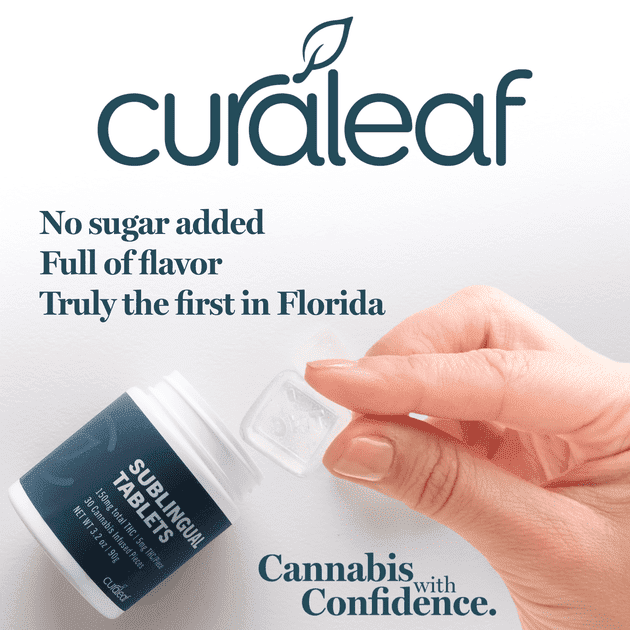 curaleaf
No sugar added
Full of flavor
Truly the first in Florida
SUBLINGUAL
TABLETS
150mg total THC | 5mg THC/Piece
30 Cannabis Infused Pieces
NET WT 3.2 oz | 90g
curaleaf
Cannabis
with
Confidence.